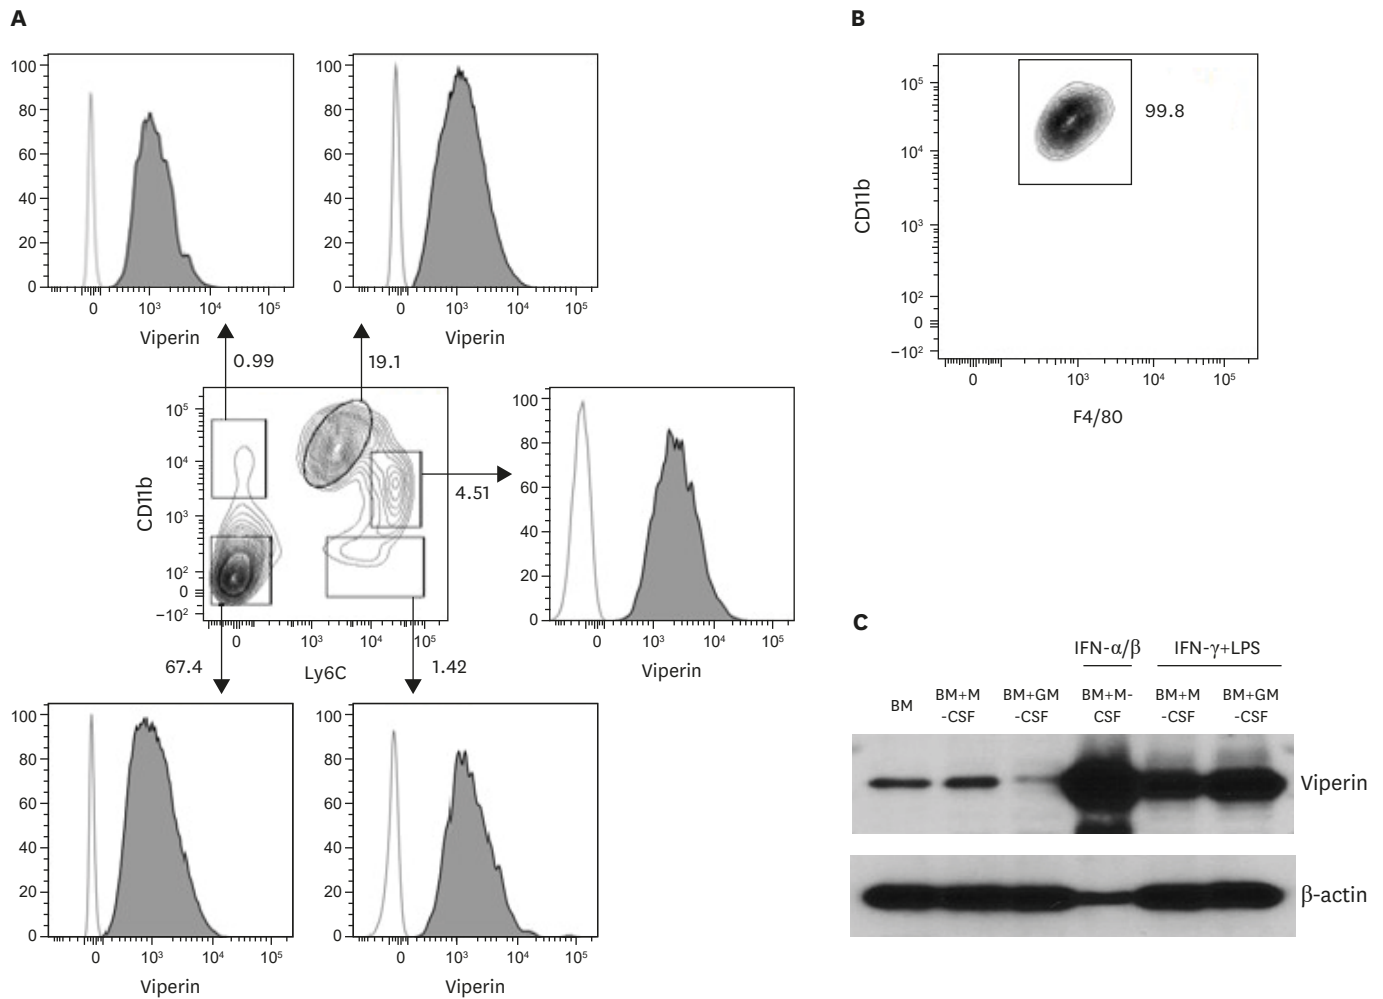 A
100
80
60
40
20
0
0 10³ 10⁴ 10⁵
Viperin
100
80
60
40
20
0
0 10³ 10⁴ 10⁵
Viperin
0.99
19.1
10⁵
10⁴
10³
10²
0
−10²
CD11b
0 10³ 10⁴ 10⁵
Ly6C
4.51
100
80
60
40
20
0
0 10³ 10⁴ 10⁵
Viperin
67.4
1.42
100
80
60
40
20
0
0 10³ 10⁴ 10⁵
Viperin
100
80
60
40
20
0
0 10³ 10⁴ 10⁵
Viperin
B
10⁵
10⁴
10³
10²
0
−10²
CD11b
99.8
0 10³ 10⁴ 10⁵
F4/80
C
IFN-α/β IFN-γ+LPS
BM
BM+M
-CSF
BM+GM
-CSF
BM+M-
CSF
BM+M
-CSF
BM+GM
-CSF
Viperin
β-actin